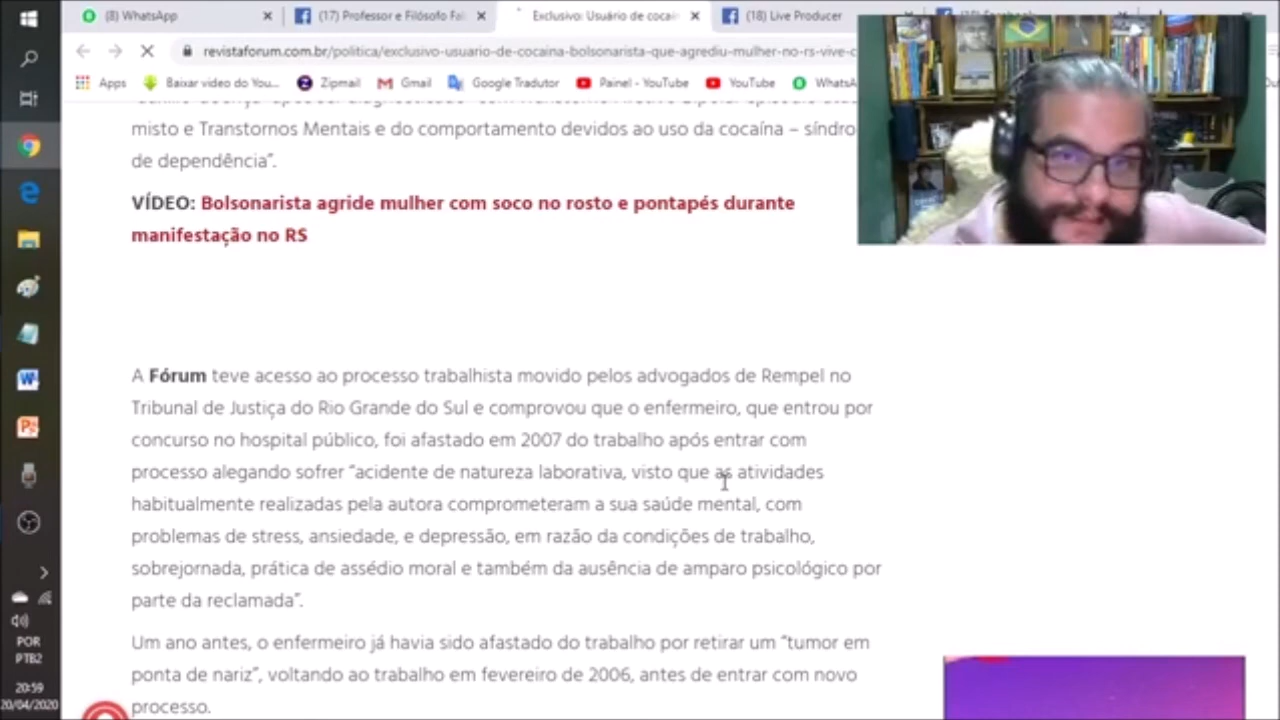 (8) WhatsApp
(17) Professor e Filósofo Fa
Exclusivo: Usuário de cocaí
(18) Live Producer
revistaforum.com.br/politica/exclusivo-usuario-de-cocaina-bolsonarista-que-agrediu-mulher-no-rs-vive-c
Apps
Baixar video do You...
Zipmail
Gmail
Google Tradutor
Painel - YouTube
YouTube
WhatsA
misto e Transtornos Mentais e do comportamento devidos ao uso da cocaína – síndro
de dependência”.
VÍDEO: Bolsonarista agride mulher com soco no rosto e pontapés durante
manifestação no RS
A Fórum teve acesso ao processo trabalhista movido pelos advogados de Rempel no
Tribunal de Justiça do Rio Grande do Sul e comprovou que o enfermeiro, que entrou por
concurso no hospital público, foi afastado em 2007 do trabalho após entrar com
processo alegando sofrer “acidente de natureza laborativa, visto que as atividades
habitualmente realizadas pela autora comprometeram a sua saúde mental, com
problemas de stress, ansiedade, e depressão, em razão da condições de trabalho,
sobrejornada, prática de assédio moral e também da ausência de amparo psicológico por
parte da reclamada”.
Um ano antes, o enfermeiro já havia sido afastado do trabalho por retirar um “tumor em
ponta de nariz”, voltando ao trabalho em fevereiro de 2006, antes de entrar com novo
processo.
POR
PTB2
20:59
20/04/2020